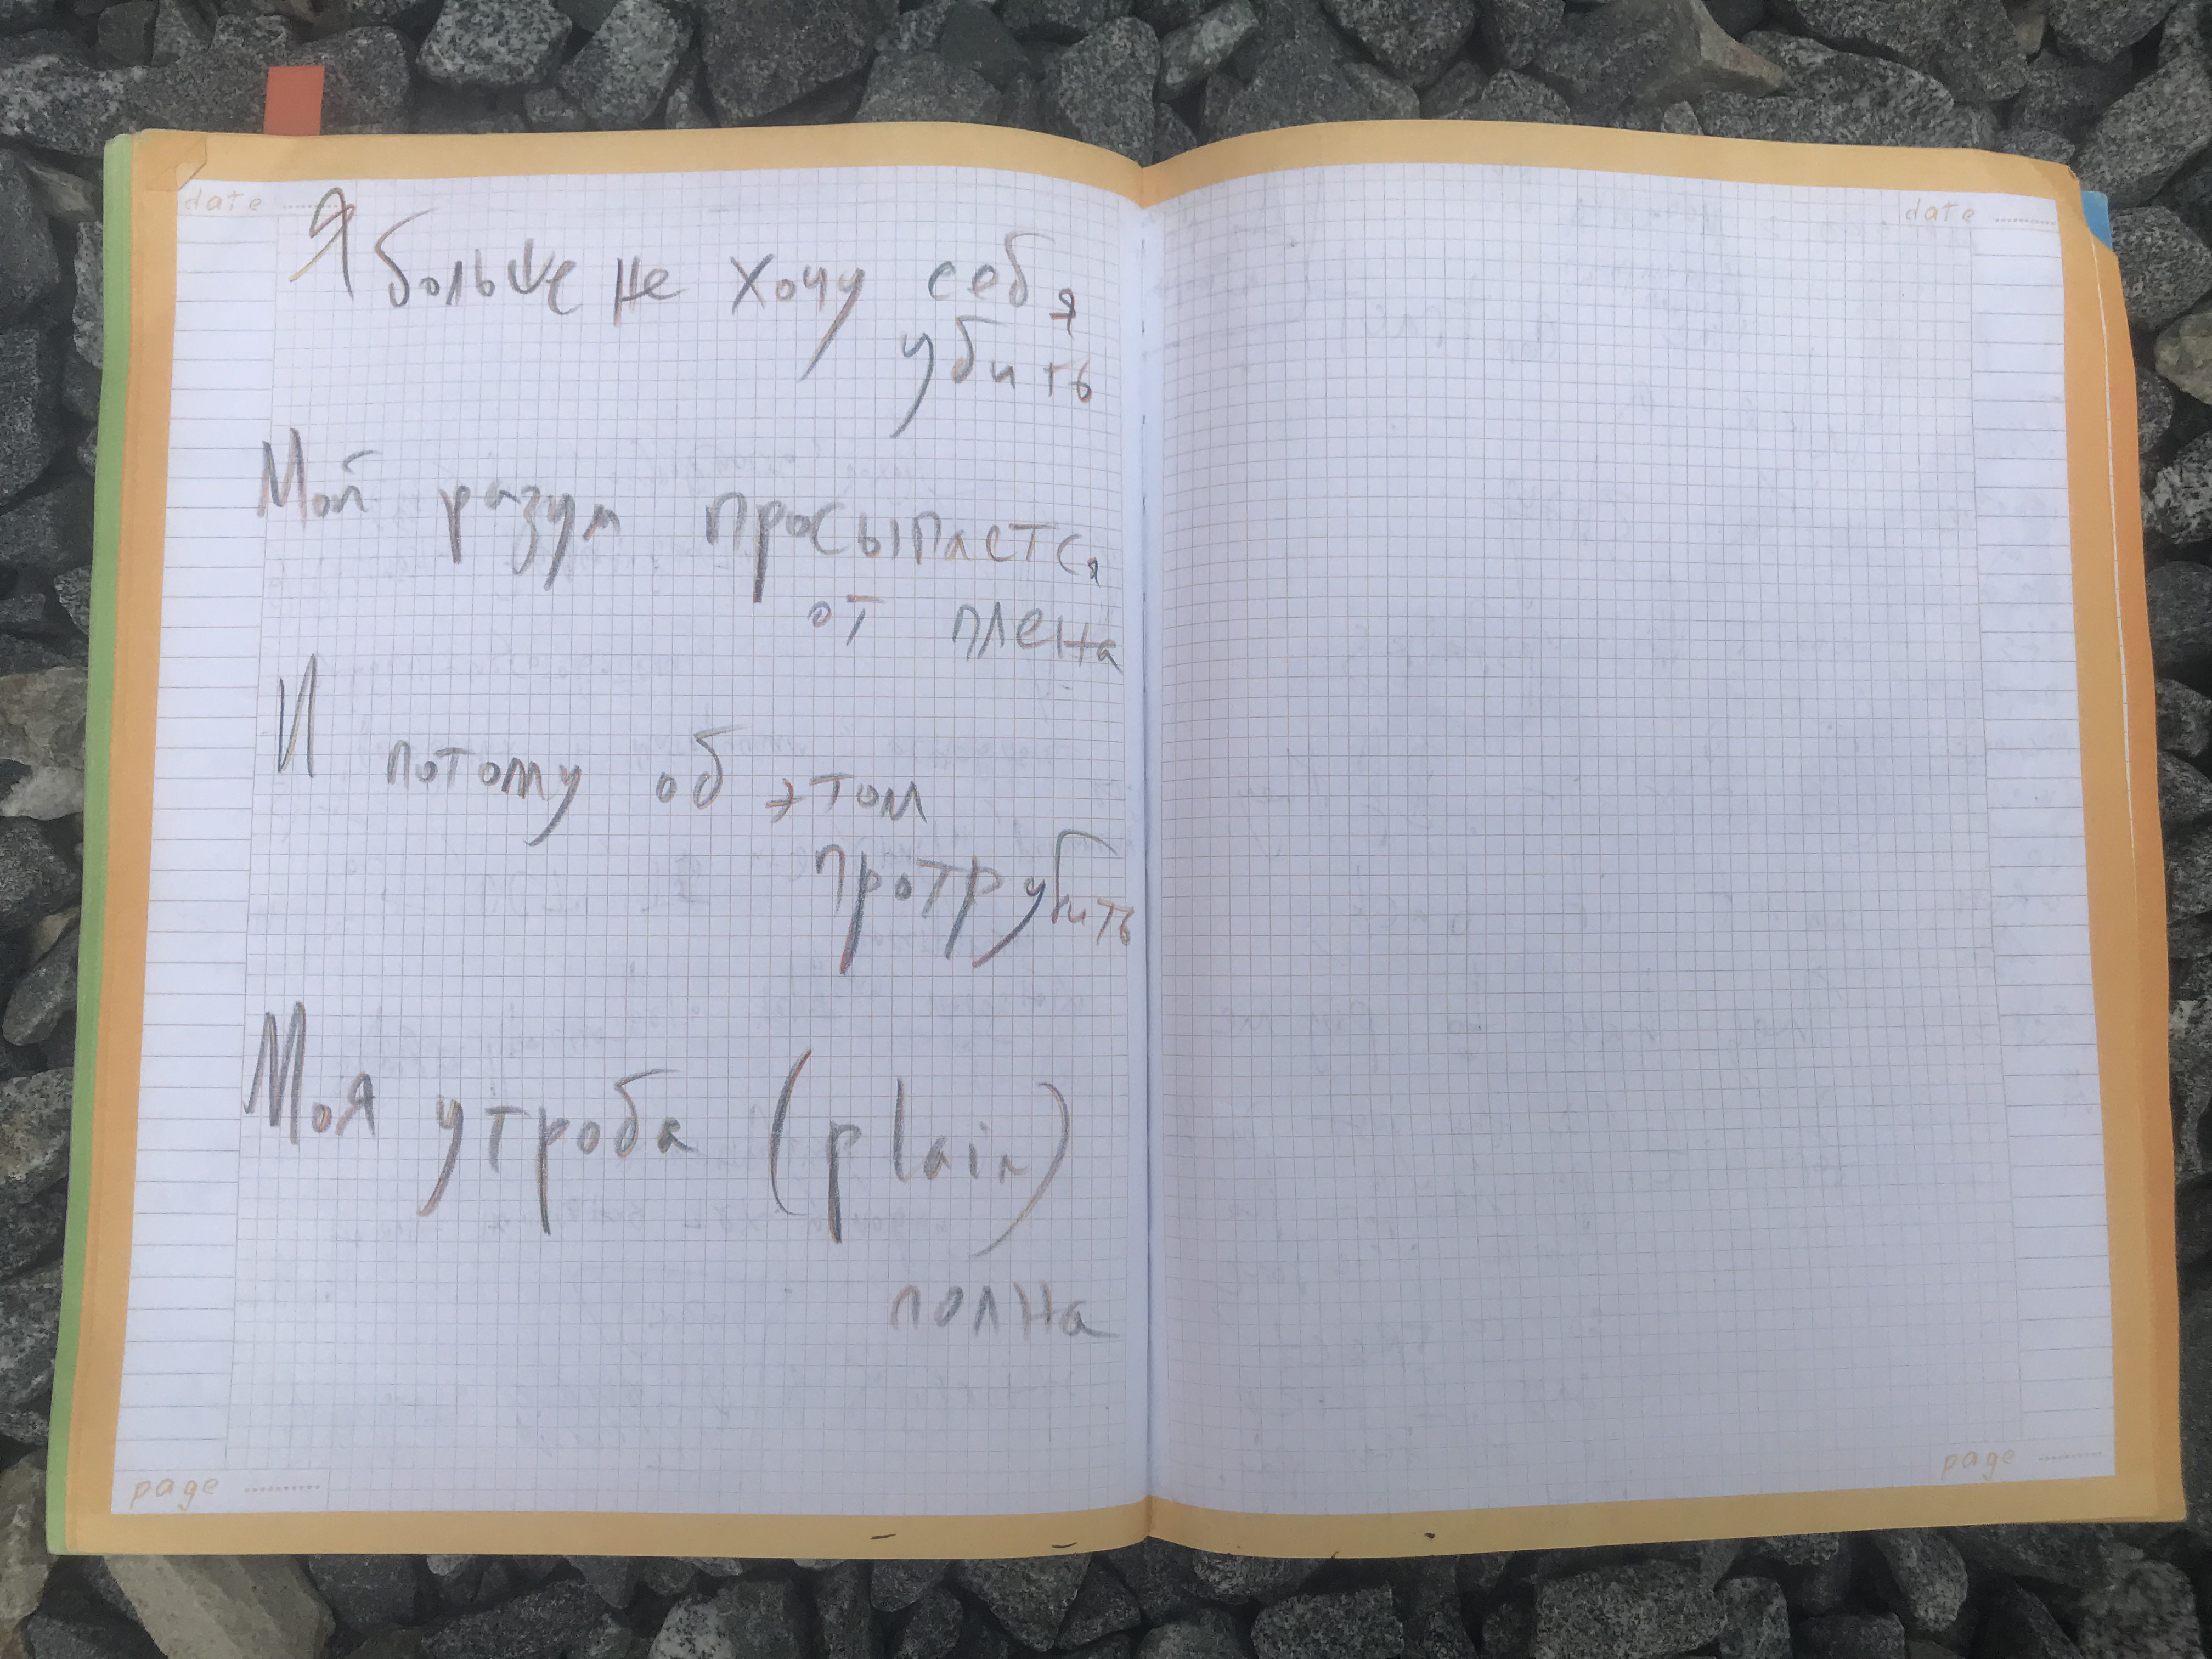 date
date
Я больше не хочу себя
убить
Мой разум просыпается
от плена
И потому об этом
протрубить
Моя утроба (plain)
полна
page
page